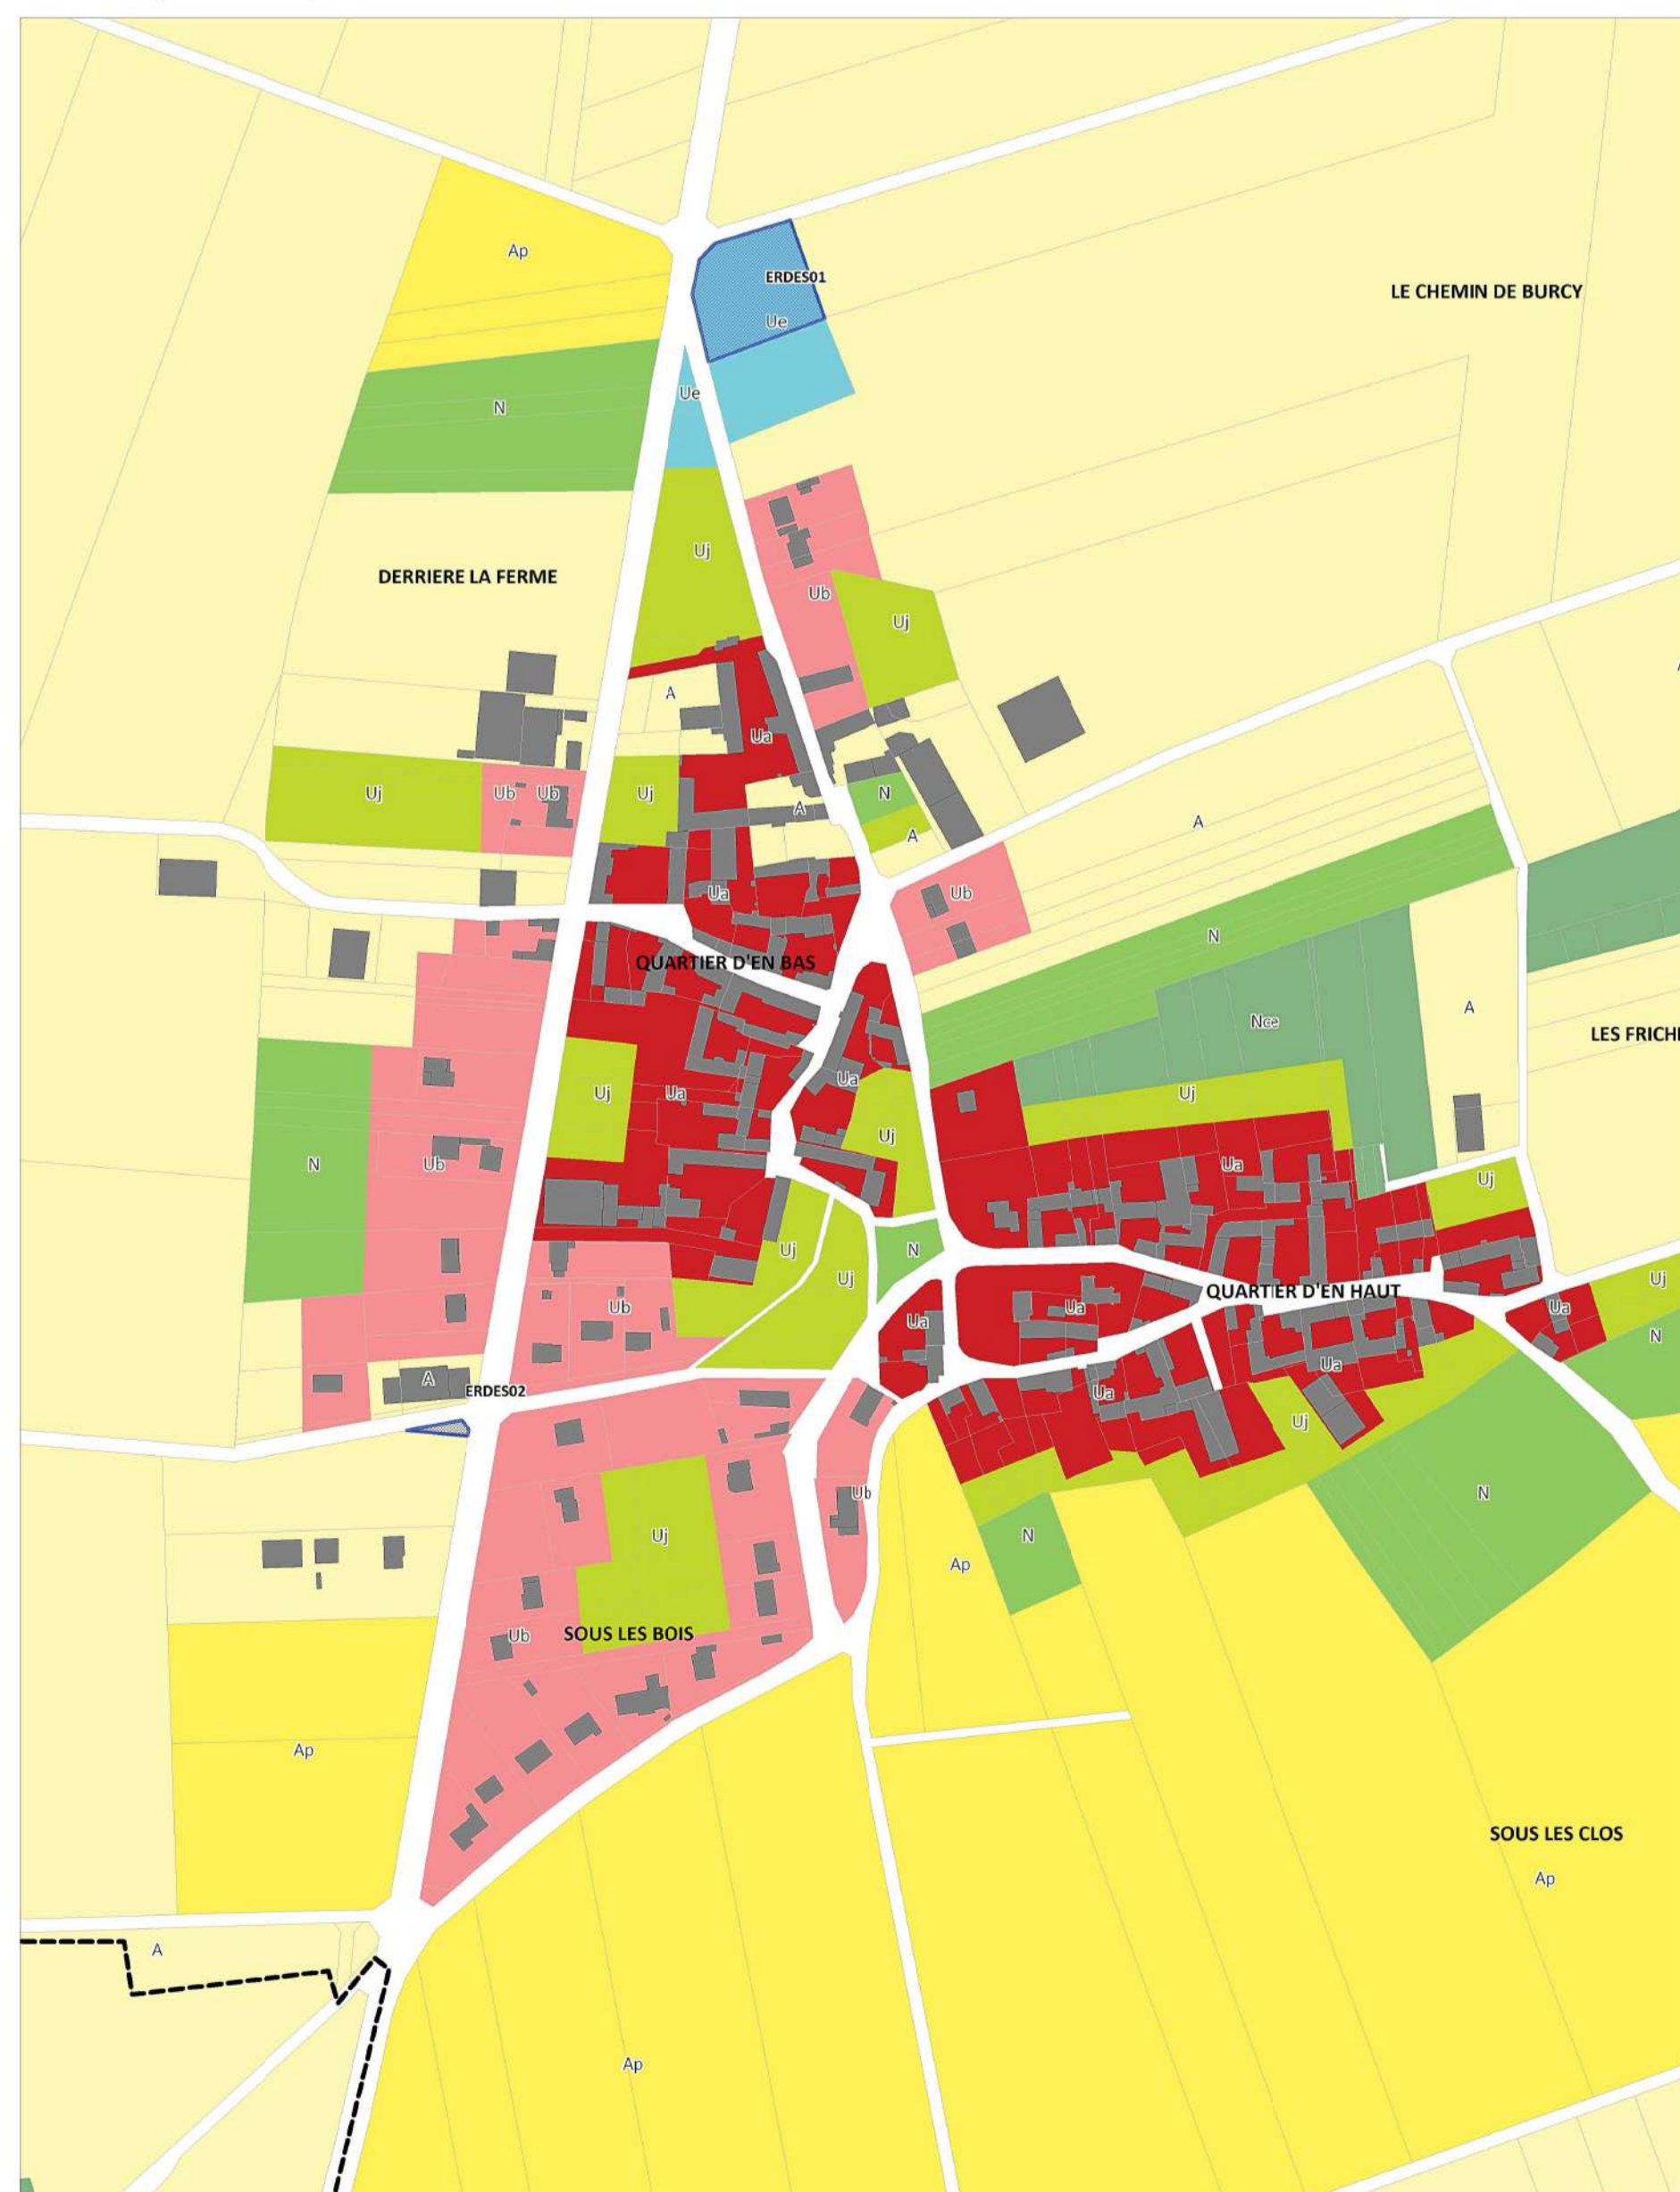 Ap
ERDES01
LE CHEMIN DE BURCY
Ue
Ue
N
Uj
DERRIERE LA FERME
Ub
Uj
A
Ua
Uj
Ub
Ub
Uj
N
A
A
A
Ua
Ub
N
QUARTIER D'EN BAS
A
Nce
LES FRICH
Ua
Uj
Ua
Uj
Uj
N
Ub
Ua
Uj
Uj
N
Uj
Uj
QUARTIER D'EN HAUT
Ub
Ua
Ua
Ua
N
Ua
A
ERDES02
Ua
Uj
Ub
N
Uj
N
Ap
Ub
SOUS LES BOIS
Ap
SOUS LES CLOS
Ap
A
Ap